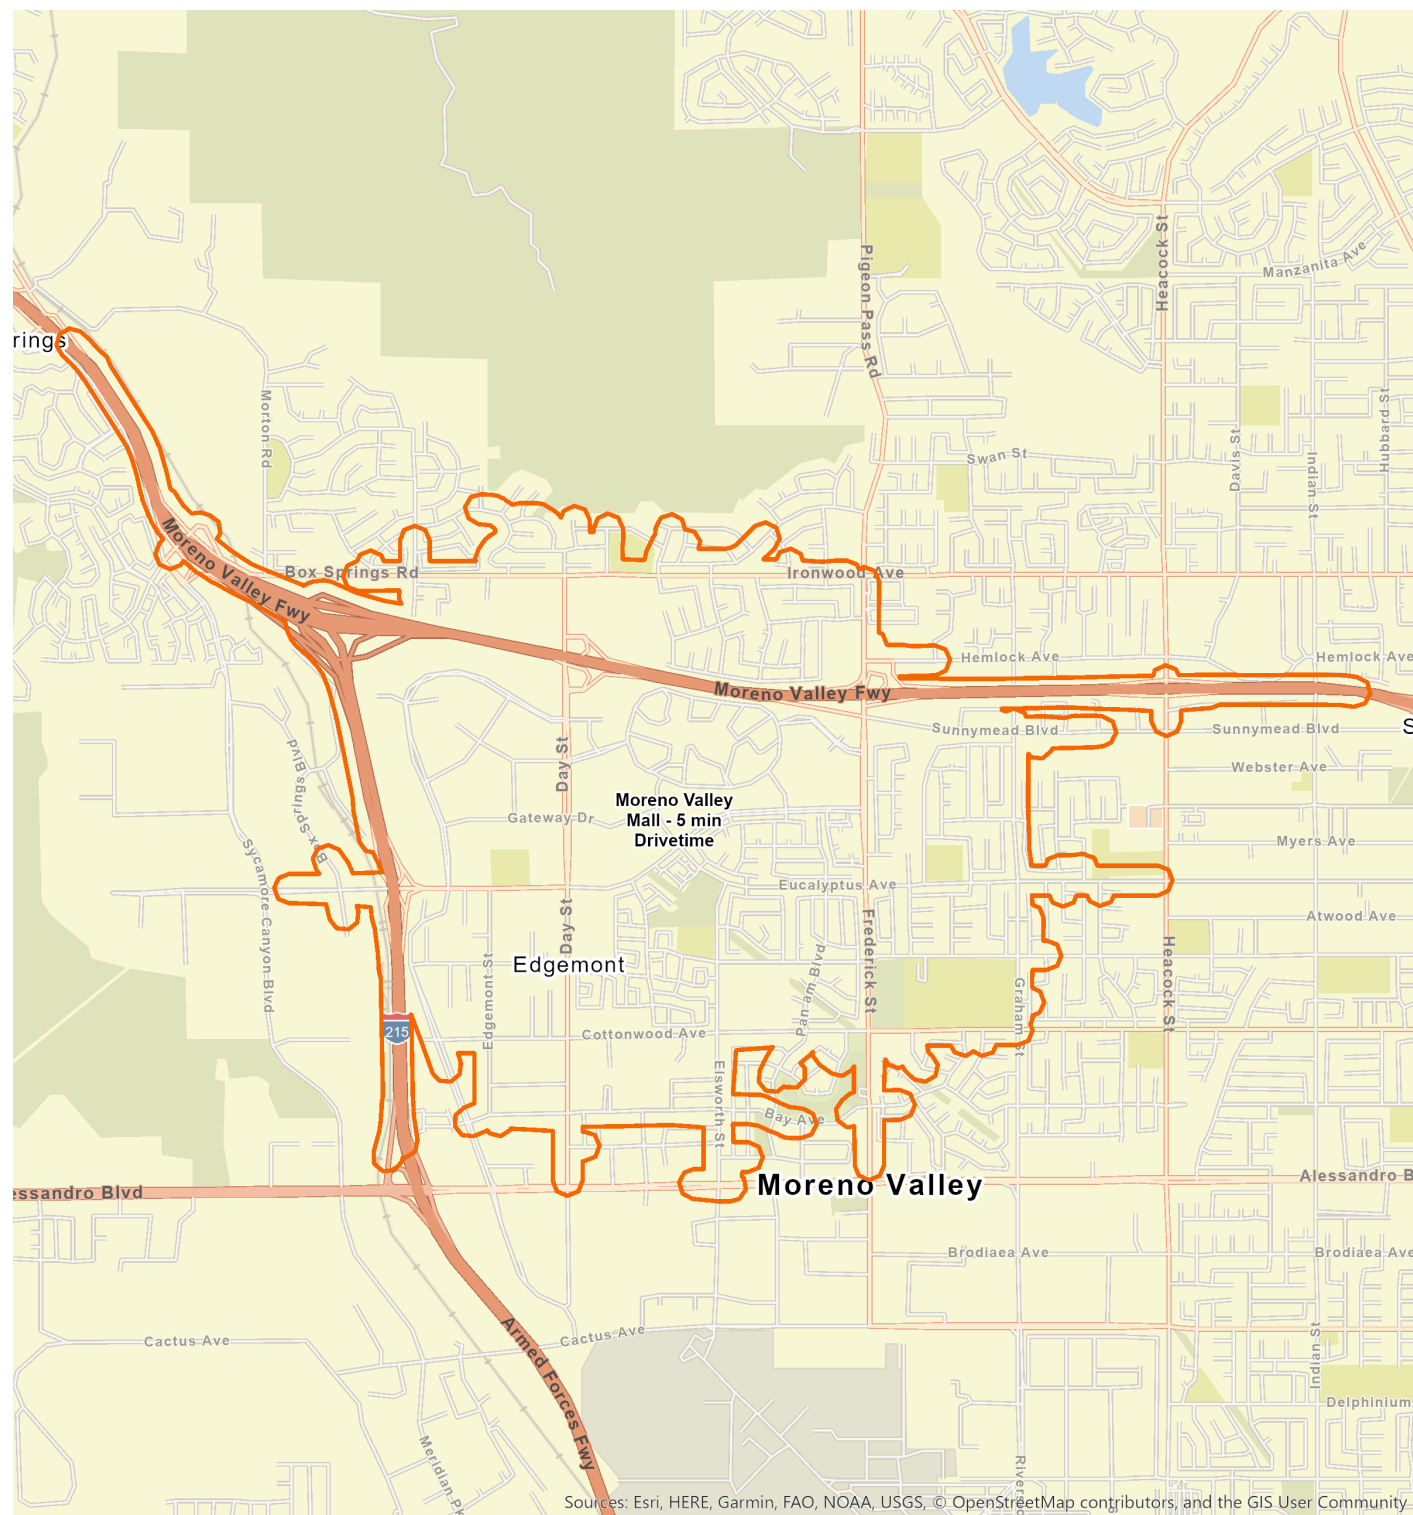 Manzanita Ave
Heacock St
Pigeon Pass Rd
rings
Morton Rd
Hubbard St
Davis St
Indian St
Swan St
Moreno Valley Fwy
Box Springs Rd
Ironwood Ave
Hemlock Ave
Hemlock Ave
Moreno Valley Fwy
Sunnymead Blvd
Sunnymead Blvd
S
Day St
Box Springs Blvd
Webster Ave
Moreno Valley
Mall - 5 min
Drivetime
Gateway Dr
Myers Ave
Sycamore Canyon Blvd
Eucalyptus Ave
Day St
Frederick St
Atwood Ave
Edgemont St
Edgemont
Pan am Blvd
Heacock St
Graham St
215
Cottonwood Ave
Elsworth St
Bay Ave
essandro Blvd
Moreno Valley
Alessandro B
Brodiaea Ave
Brodiaea Ave
Cactus Ave
Cactus Ave
Armed Forces Fwy
Indian St
Delphinium
Meridian Pk
Rivers
Sources: Esri, HERE, Garmin, FAO, NOAA, USGS, © OpenStreetMap contributors, and the GIS User Community